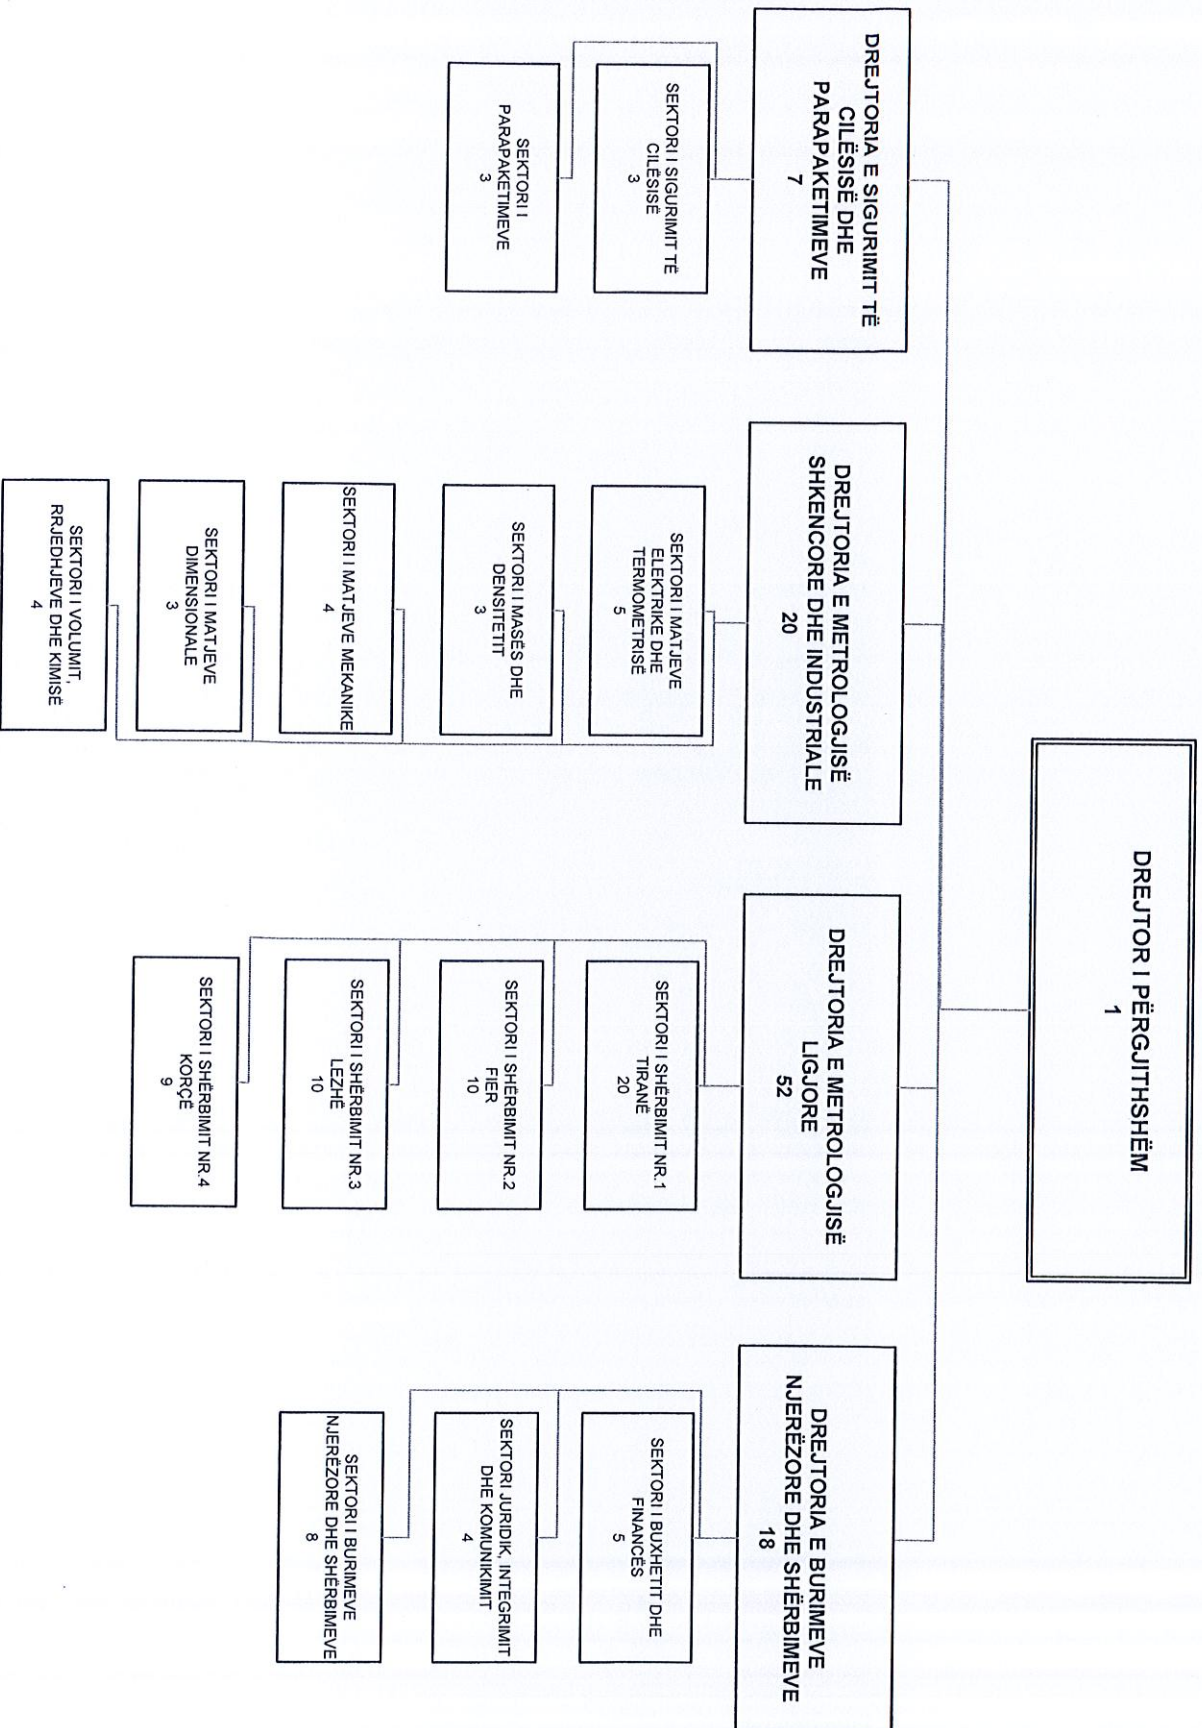 DREJTOR I PËRGJITHSHËM
1
DREJTORIA E SIGURIMIT TË
CILËSISË DHE
PARAPAKETIMEVE
7
SEKTORI I SIGURIMIT TË
CILËSISË
3
SEKTORI I
PARAPAKETIMEVE
3
DREJTORIA E METROLOGJISË
SHKENCORE DHE INDUSTRIALE
20
SEKTORI I MATJEVE
ELEKTRIKE DHE
TERMOMETRISË
5
SEKTORI I MASËS DHE
DENSITETIT
3
SEKTORI I MATJEVE MEKANIKE
4
SEKTORI I MATJEVE
DIMENSIONALE
3
SEKTORI I VOLUMIT,
RRJEDHJEVE DHE KIMISË
4
DREJTORIA E METROLOGJISË
LIGJORE
52
SEKTORI I SHËRBIMIT NR.1
TIRANË
20
SEKTORI I SHËRBIMIT NR.2
FIER
10
SEKTORI I SHËRBIMIT NR.3
LEZHË
10
SEKTORI I SHËRBIMIT NR.4
KORÇË
9
DREJTORIA E BURIMEVE
NJERËZORE DHE SHËRBIMEVE
18
SEKTORI I BUXHETIT DHE
FINANCËS
5
SEKTORI JURIDIK, INTEGRIMIT
DHE KOMUNIKIMIT
4
SEKTORI I BURIMEVE
NJERËZORE DHE SHËRBIMEVE
8